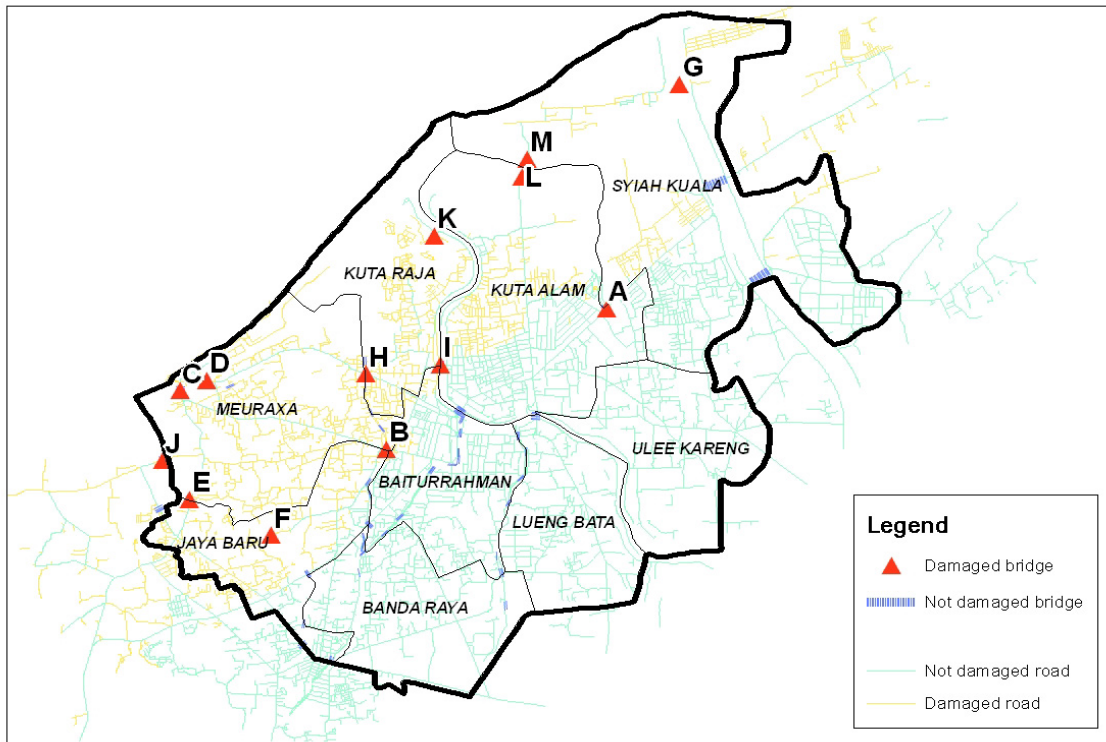 G
M
L
SYIAH KUALA
K
KUTA RAJA
KUTA ALAM
A
I
H
D
C
MEURAXA
B
ULEE KARENG
J
BAITURRAHMAN
E
LUENG BATA
F
JAYA BARU
BANDA RAYA
Legend
Damaged bridge
Not damaged bridge
Not damaged road
Damaged road